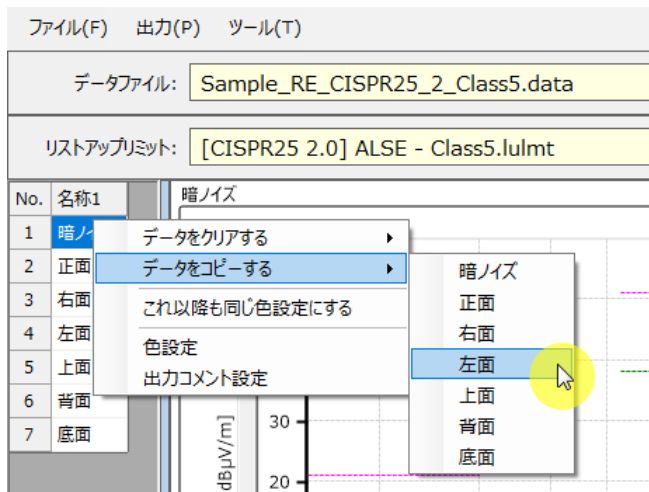 ファイル(F) 出力(P) ツール(T)
データファイル: Sample_RE_CISPR25_2_Class5.data
リストアップリミット: [CISPR25 2.0] ALSE - Class5.lulmt
No. 名称1
暗ノイズ
1 暗ノイ
2 正面
3 右面
4 左面
5 上面
6 背面
7 底面
データをクリアする
データをコピーする
これ以降も同じ色設定にする
色設定
出力コメント設定
暗ノイズ
正面
右面
左面
上面
背面
底面
dBμV/m]
30
20